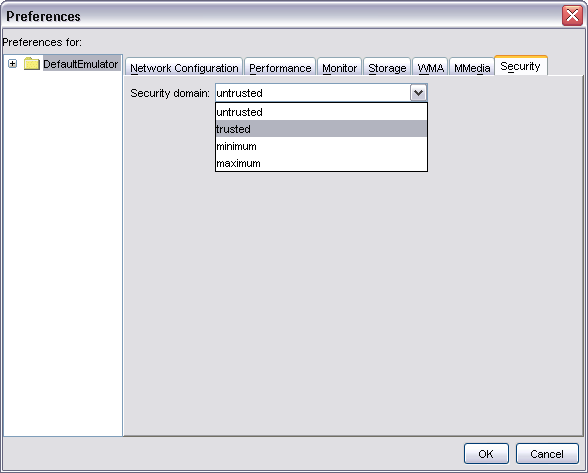 Preferences
Preferences for:
DefaultEmulator
Network Configuration Performance Monitor Storage WMA MMedia Security
Security domain: untrusted
untrusted
trusted
minimum
maximum
OK Cancel